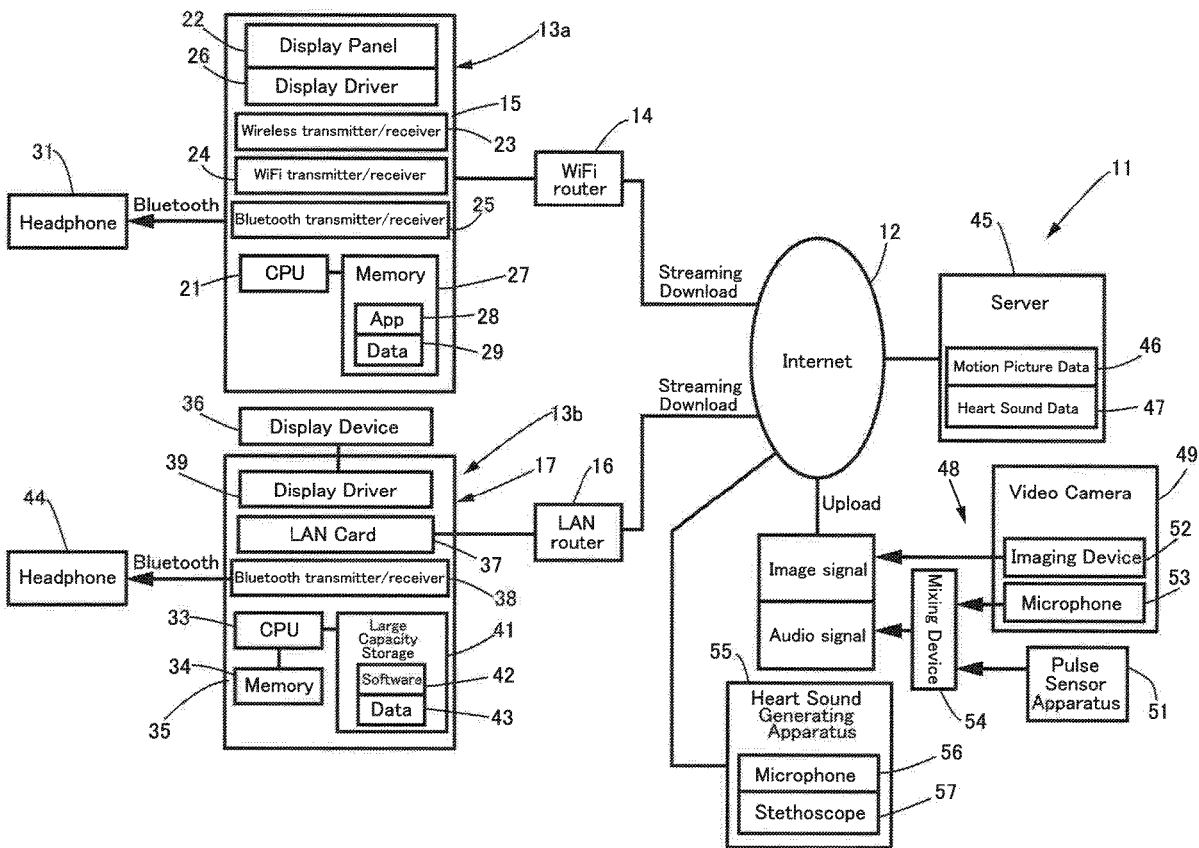 22
Display Panel
13a
26
Display Driver
15
Wireless transmitter/receiver
23
14
24
WiFi transmitter/receiver
WiFi
router
31
Headphone
Bluetooth
Bluetooth transmitter/receiver
25
11
45
12
CPU
21
Memory
27
App
28
Data
29
Streaming
Download
Server
Internet
Motion Picture Data
46
Heart Sound Data
47
Streaming
Download
36
Display Device
13b
39
Display Driver
17
16
LAN Card
37
LAN
router
44
Headphone
Bluetooth
Bluetooth transmitter/receiver
38
33
CPU
34
Memory
35
Large
Capacity
Storage
41
Software
42
Data
43
Upload
48
Video Camera
49
Image signal
Imaging Device
52
Microphone
53
Audio signal
Mixing Device
54
Pulse
Sensor
Apparatus
51
55
Heart Sound
Generating
Apparatus
56
Microphone
57
Stethoscope